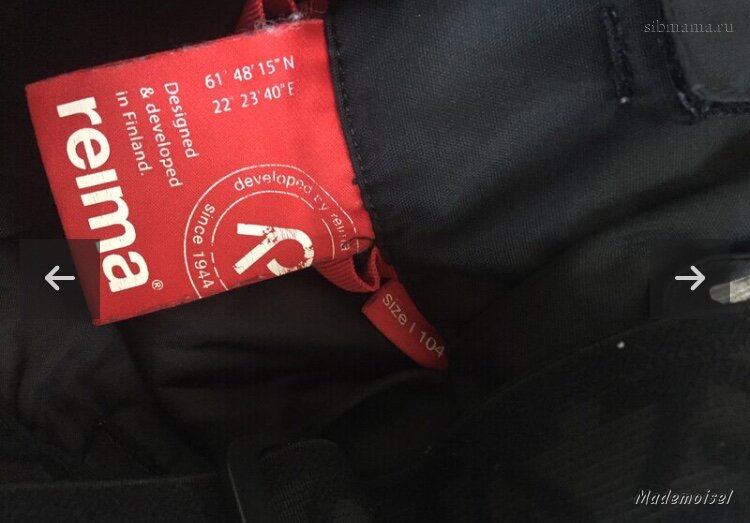 sibmama.ru
61° 48' 15" N
22° 23' 40" E
Designed
& developed
in Finland.
reima®
developed by reima
since 1944
size | 104
Mademoisel